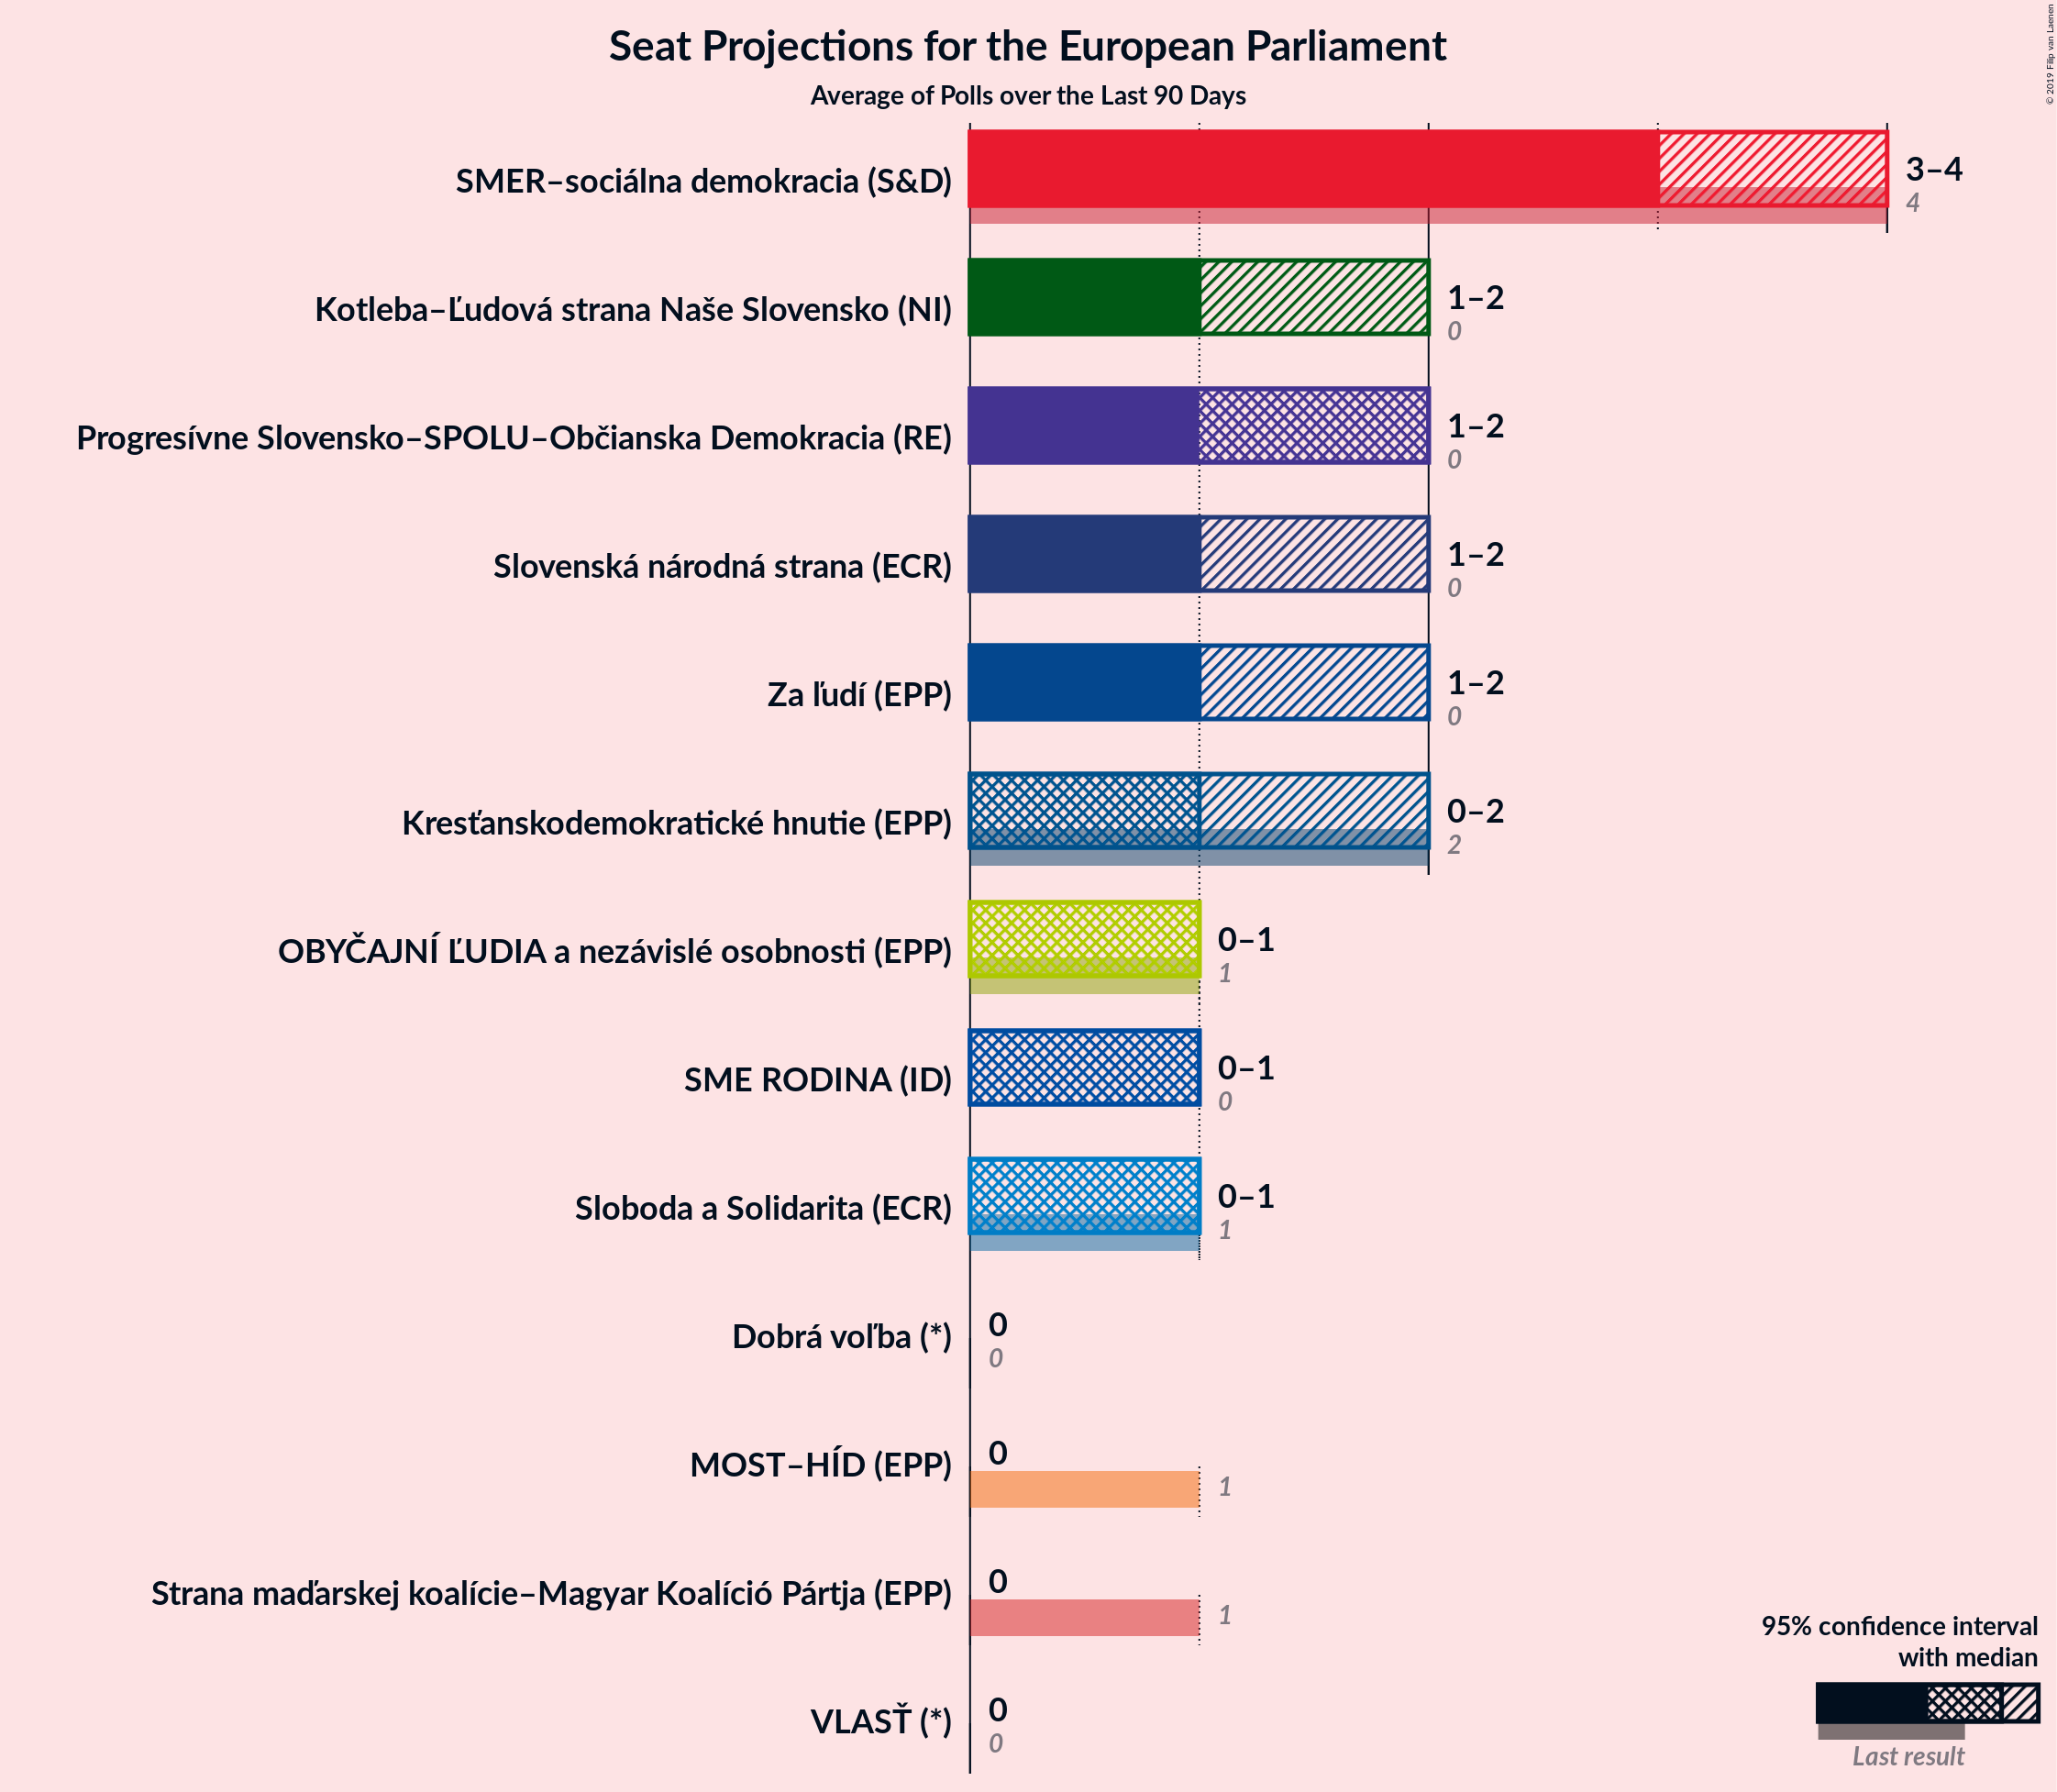 Seat Projections for the European Parliament
Average of Polls over the Last 90 Days
© 2019 Filip van Laenen
SMER–sociálna demokracia (S&D)
3–4
4
Kotleba–Ľudová strana Naše Slovensko (NI)
1–2
0
Progresívne Slovensko–SPOLU–Občianska Demokracia (RE)
1–2
0
Slovenská národná strana (ECR)
1–2
0
Za ľudí (EPP)
1–2
0
Kresťanskodemokratické hnutie (EPP)
0–2
2
OBYČAJNÍ ĽUDIA a nezávislé osobnosti (EPP)
0–1
1
SME RODINA (ID)
0–1
0
Sloboda a Solidarita (ECR)
0–1
1
Dobrá voľba (*)
0
0
MOST–HÍD (EPP)
0
1
Strana maďarskej koalície–Magyar Koalíció Pártja (EPP)
0
1
VLASŤ (*)
0
0
95% confidence interval
with median
Last result